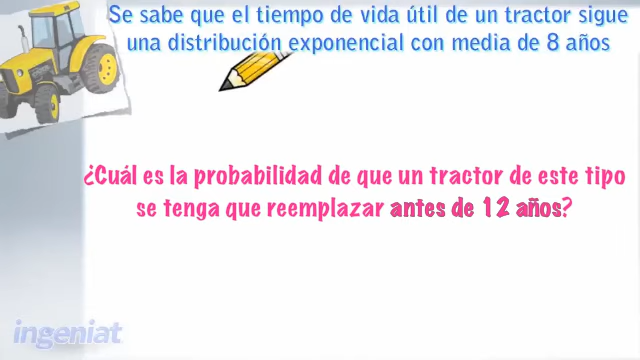 Se sabe que el tiempo de vida útil de un tractor sigue
una distribución exponencial con media de 8 años
¿Cuál es la probabilidad de que un tractor de este tipo
se tenga que reemplazar antes de 12 años?
ingeniat